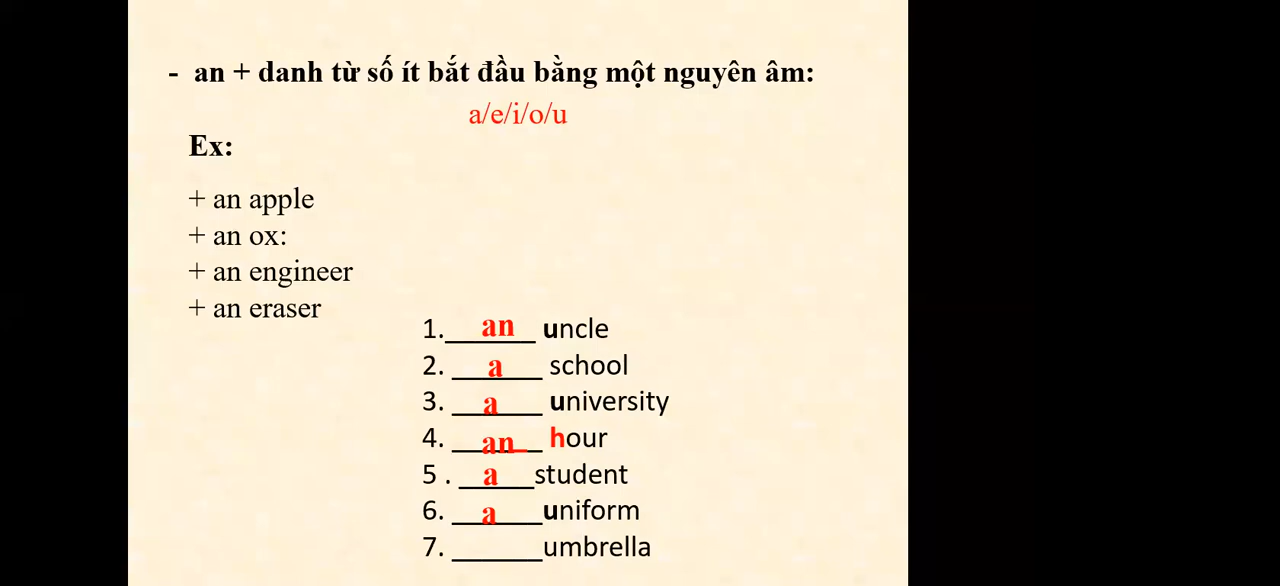 - an + danh từ số ít bắt đầu bằng một nguyên âm:
a/e/i/o/u
Ex:
+ an apple
+ an ox:
+ an engineer
+ an eraser
1.______ an uncle
2. ______ a school
3. ______ a university
4. ______ an hour
5 . _____ a student
6. ______ a uniform
7. ______umbrella